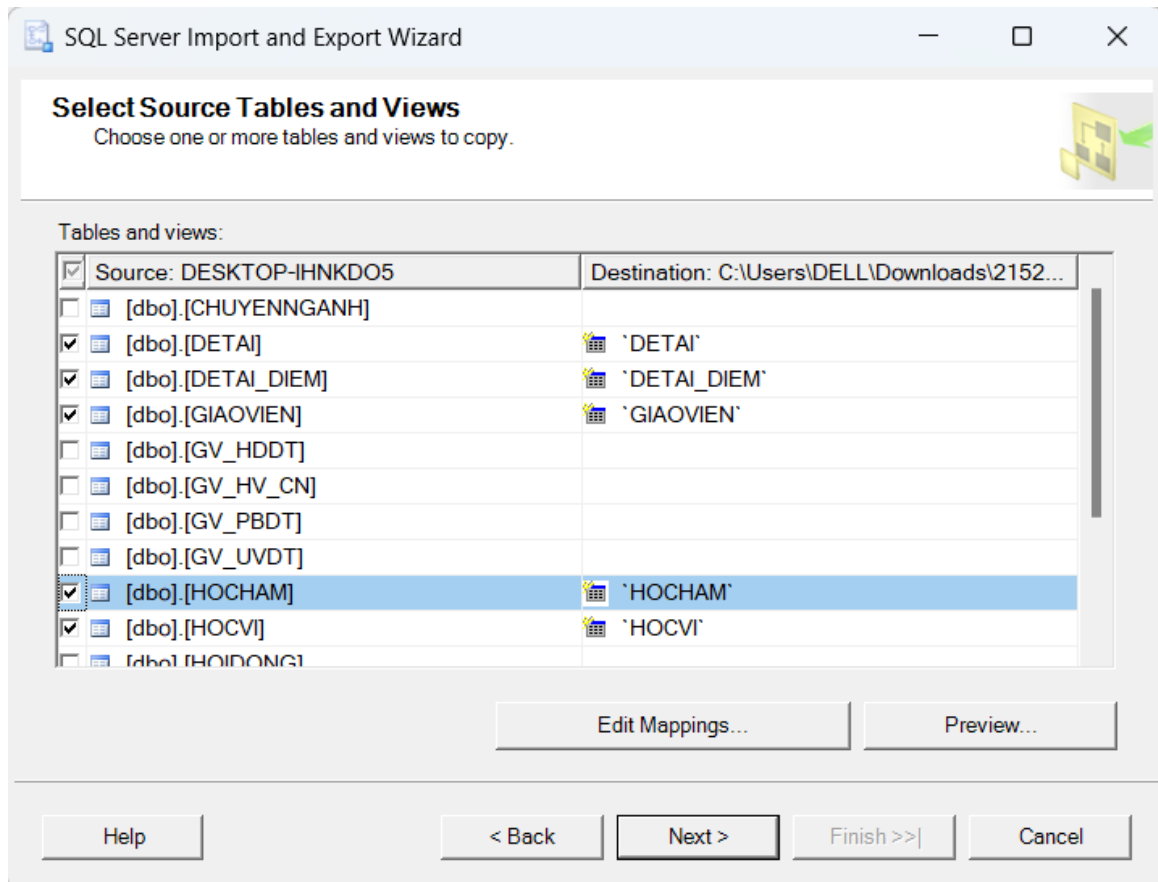 SQL Server Import and Export Wizard
Select Source Tables and Views
Choose one or more tables and views to copy.
Tables and views:
Source: DESKTOP-IHNKDO5 Destination: C:\Users\DELL\Downloads\2152...
[dbo].[CHUYENNGANH]
[dbo].[DETAI] `DETAI`
[dbo].[DETAI_DIEM] `DETAI_DIEM`
[dbo].[GIAOVIEN] `GIAOVIEN`
[dbo].[GV_HDDT]
[dbo].[GV_HV_CN]
[dbo].[GV_PBDT]
[dbo].[GV_UVDT]
[dbo].[HOCHAM] `HOCHAM`
[dbo].[HOCVI] `HOCVI`
[dbo].[HOIDONG]
Edit Mappings... Preview...
Help < Back Next > Finish >>| Cancel